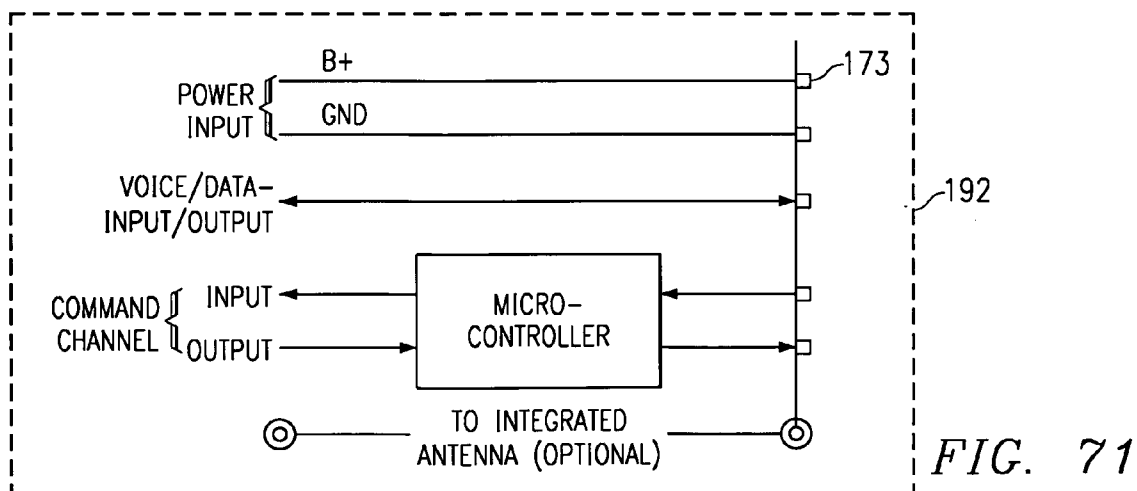 B+
173
POWER
INPUT
GND
VOICE/DATA-
INPUT/OUTPUT
192
COMMAND
CHANNEL
INPUT
OUTPUT
MICRO-
CONTROLLER
TO INTEGRATED
ANTENNA (OPTIONAL)
FIG. 71